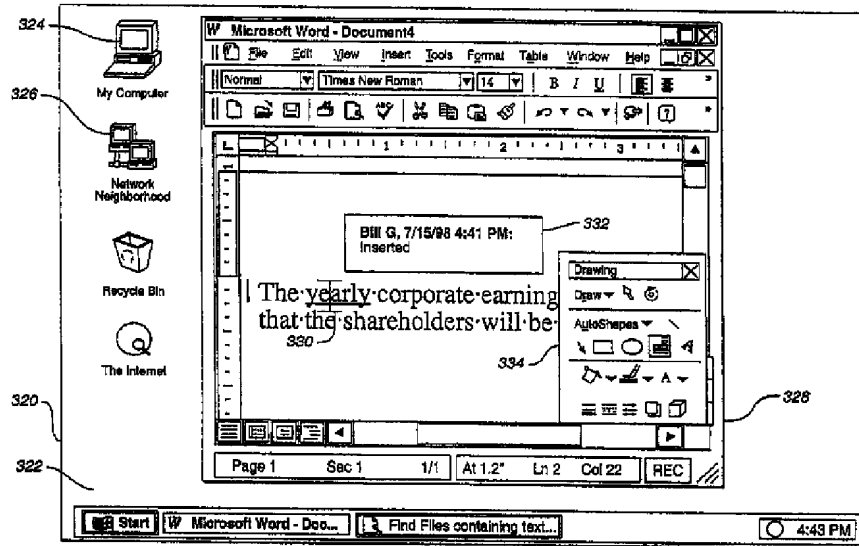 324
My Computer
326
Network
Neighborhood
Recycle Bin
The Internet
320
322
W Microsoft Word - Document4
File Edit View Insert Tools Format Table Window Help
Normal Times New Roman 14 B I U
ABC
1 2 3
Bill G, 7/15/98 4:41 PM:
Inserted
332
The·yearly·corporate·earning
that·the·shareholders·will·be·
330
Drawing
Draw
AutoShapes
A
334
328
Page 1 Sec 1 1/1 At 1.2" Ln 2 Col 22 REC
Start W Microsoft Word - Doc... Find Files containing text... 4:43 PM